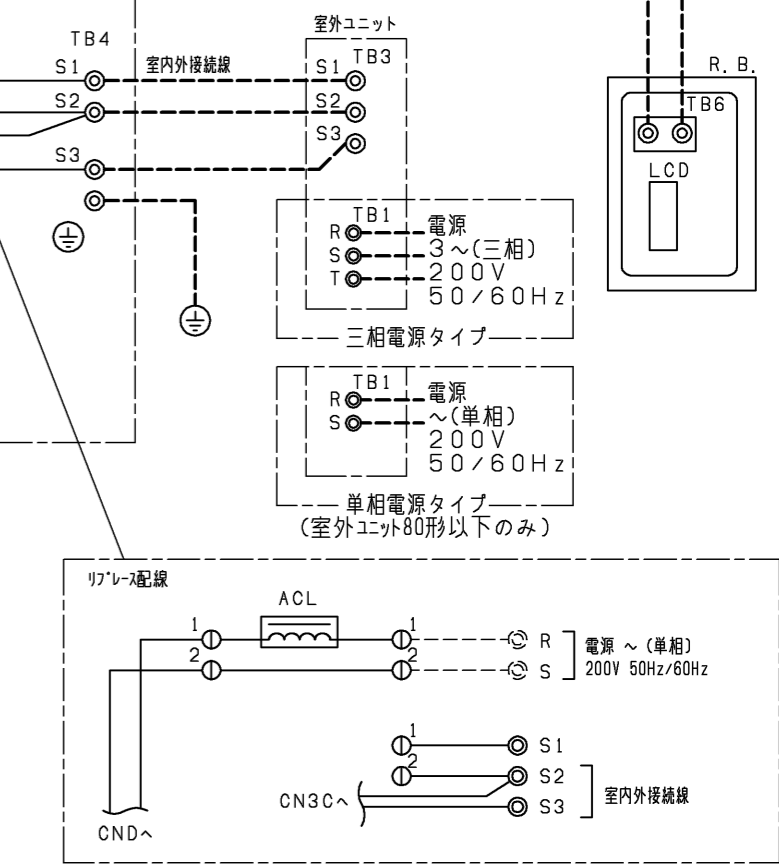 室外ユニット
TB4
TB3
S1
室内外接続線
S1
S2
S2
S3
S3
R. B.
TB6
LCD
TB1
R
電源
S
3～(三相)
T
200V
50/60Hz
三相電源タイプ
TB1
R
電源
S
～(単相)
200V
50/60Hz
単相電源タイプ
(室外ユニット80形以下のみ)
リプレース配線
ACL
1
1
R
電源 ～ (単相)
2
2
S
200V 50Hz/60Hz
1
S1
2
S2
室内外接続線
CN3Cへ
S3
CNDへ